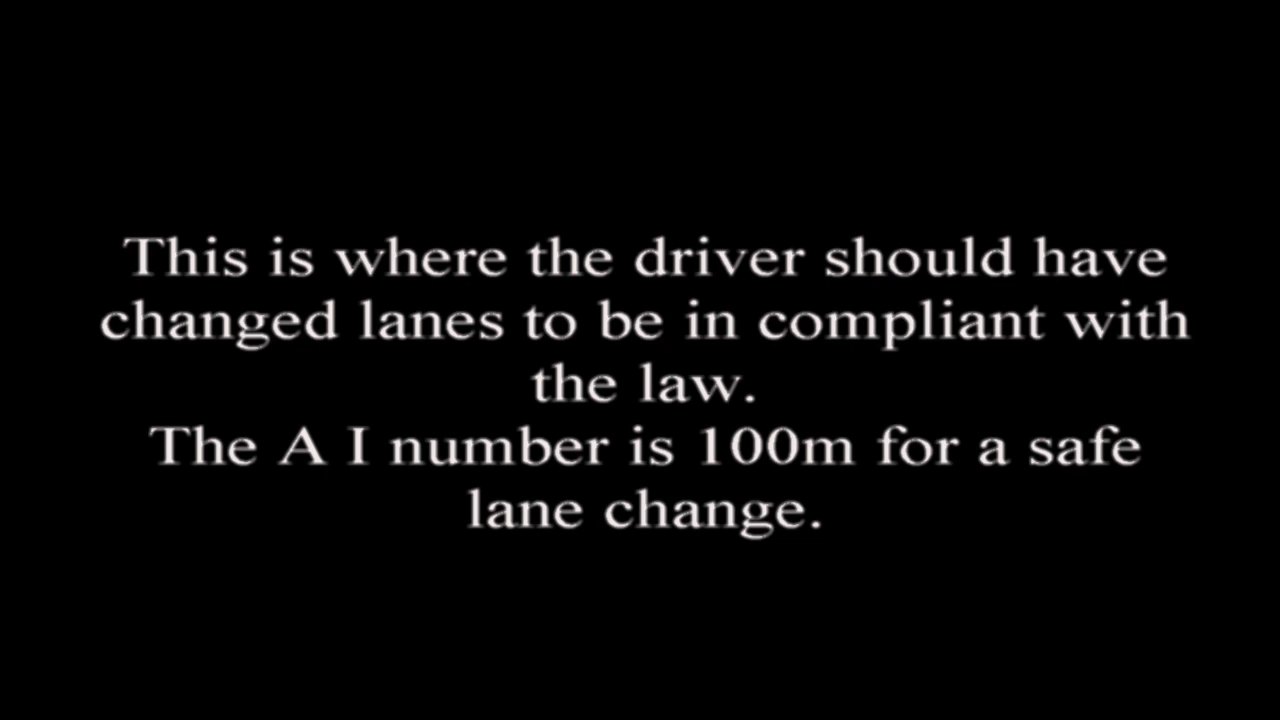 This is where the driver should have
changed lanes to be in compliant with
the law.
The A I number is 100m for a safe
lane change.